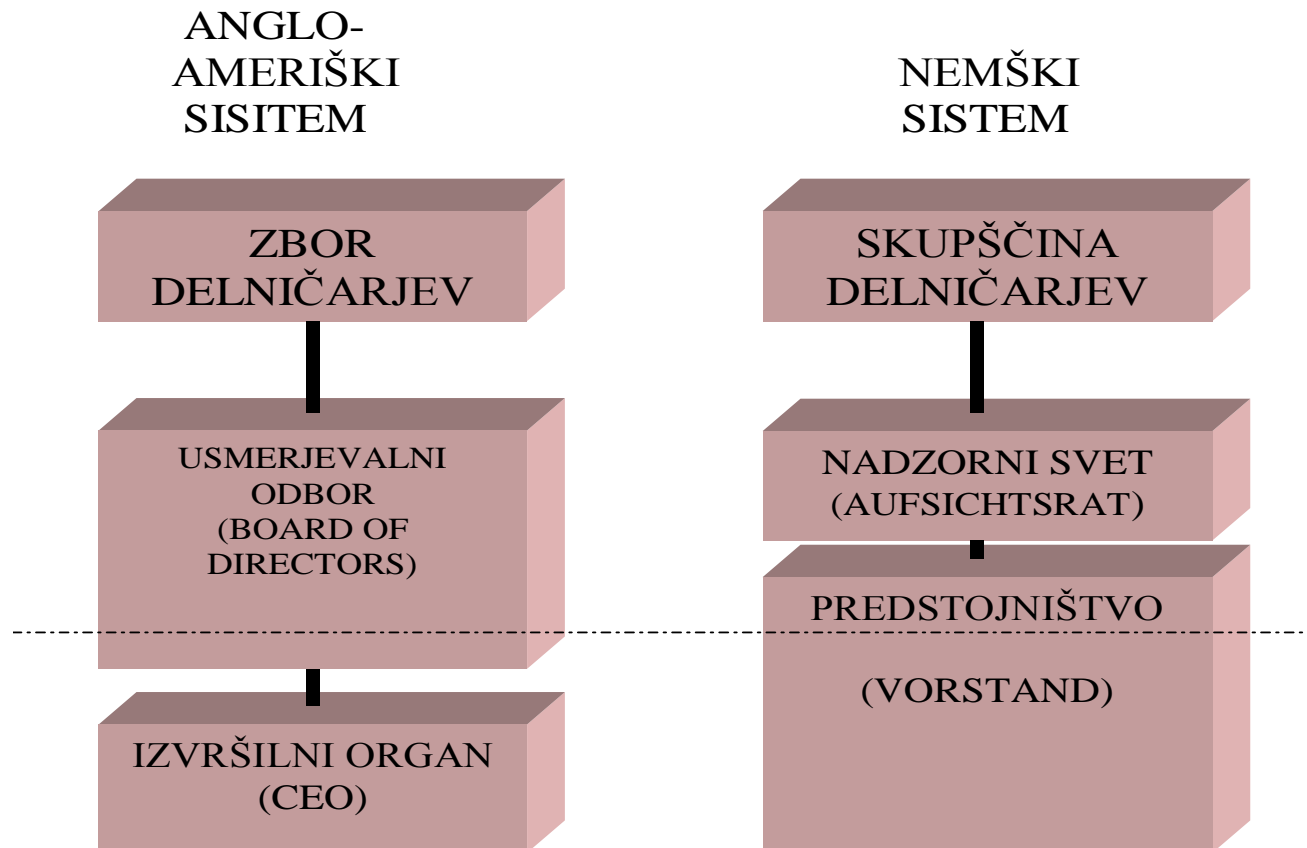 ANGLO-
AMERIŠKI
SISITEM
ZBOR
DELNIČARJEV
USMERJEVALNI
ODBOR
(BOARD OF
DIRECTORS)
IZVRŠILNI ORGAN
(CEO)
NEMŠKI
SISTEM
SKUPŠČINA
DELNIČARJEV
NADZORNI SVET
(AUFSICHTSRAT)
PREDSTOJNIŠTVO
(VORSTAND)